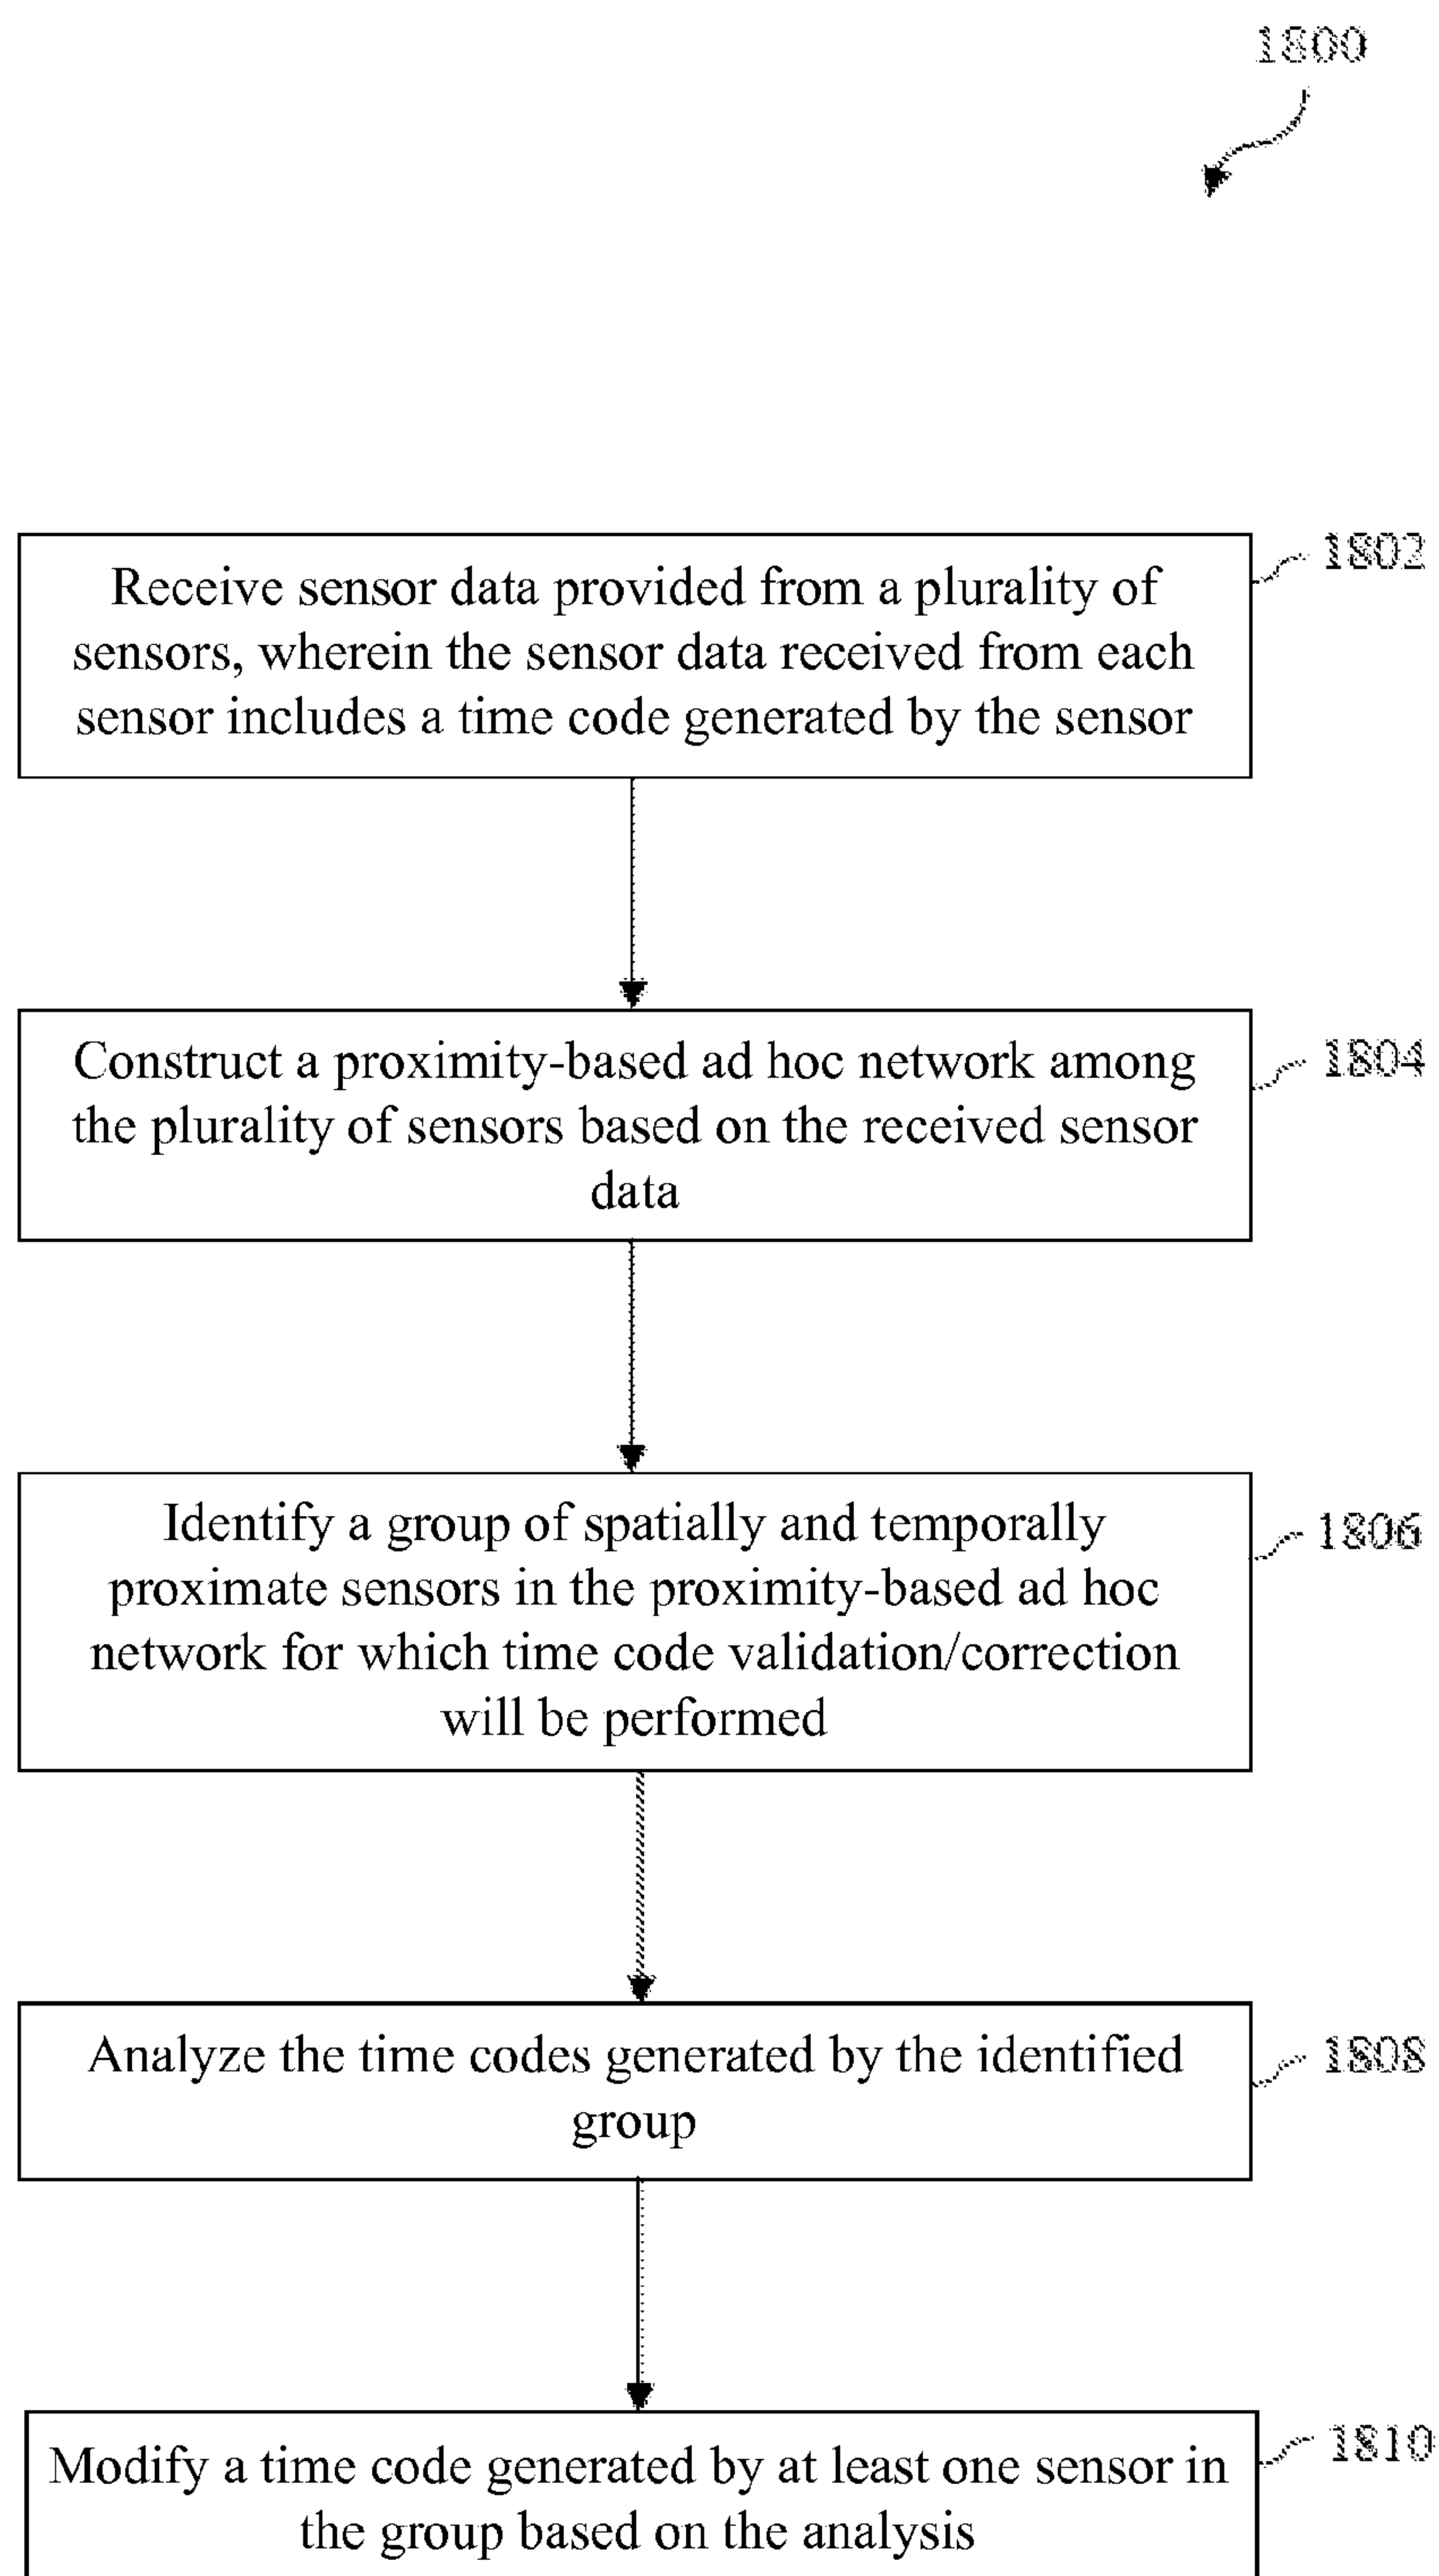 1800
Receive sensor data provided from a plurality of
sensors, wherein the sensor data received from each
sensor includes a time code generated by the sensor
1802
Construct a proximity-based ad hoc network among
the plurality of sensors based on the received sensor
data
1804
Identify a group of spatially and temporally
proximate sensors in the proximity-based ad hoc
network for which time code validation/correction
will be performed
1806
Analyze the time codes generated by the identified
group
1808
Modify a time code generated by at least one sensor in
the group based on the analysis
1810